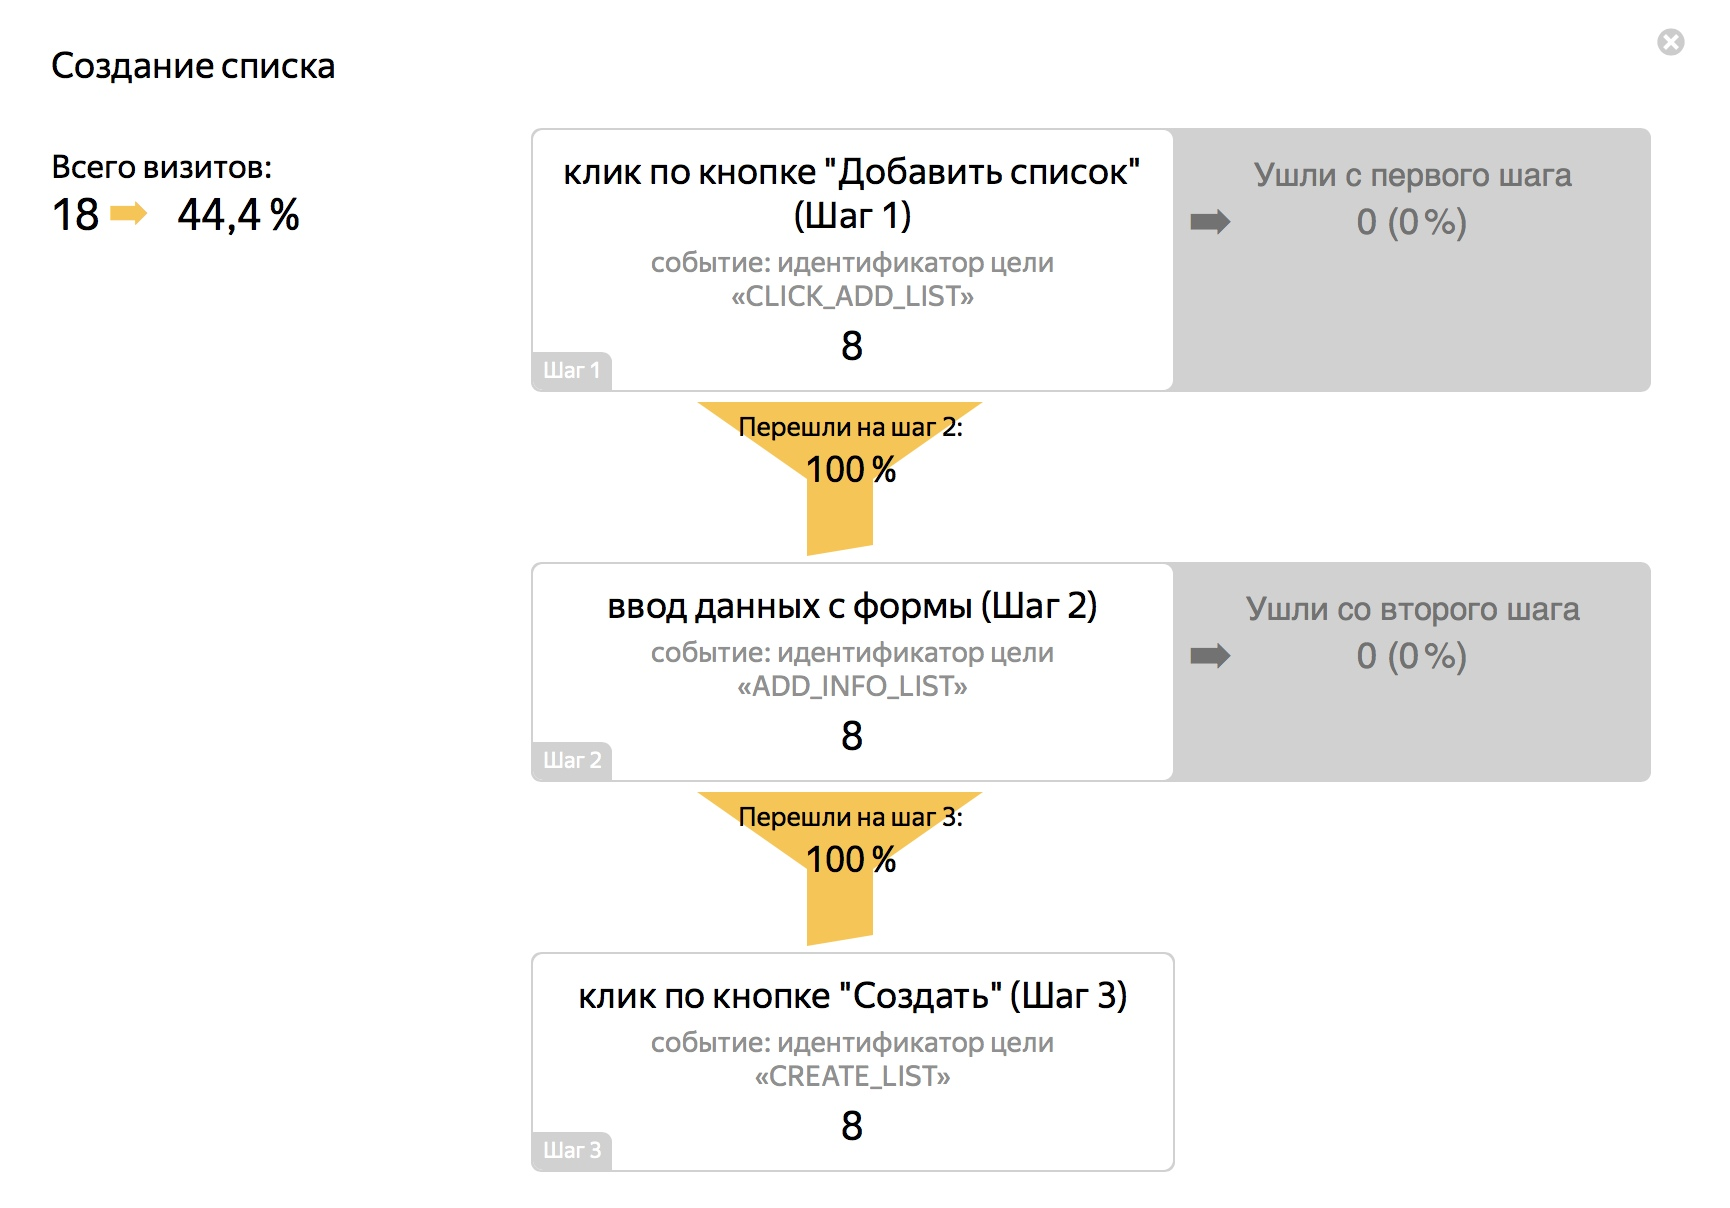 Создание списка
Всего визитов:
18 44,4 %
клик по кнопке "Добавить список"
(Шаг 1)
событие: идентификатор цели
«CLICK_ADD_LIST»
8
Шаг 1
Ушли с первого шага
0 (0 %)
Перешли на шаг 2:
100 %
ввод данных с формы (Шаг 2)
событие: идентификатор цели
«ADD_INFO_LIST»
8
Шаг 2
Ушли со второго шага
0 (0 %)
Перешли на шаг 3:
100 %
клик по кнопке "Создать" (Шаг 3)
событие: идентификатор цели
«CREATE_LIST»
8
Шаг 3